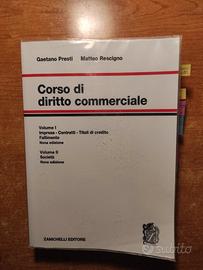 Gaetano Presti Matteo Rescigno
Corso di
diritto commerciale
Volume I
Impresa - Contratti - Titoli di credito
Fallimento
Nona edizione
Volume II
Società
Nona edizione
ZANICHELLI EDITORE
subito